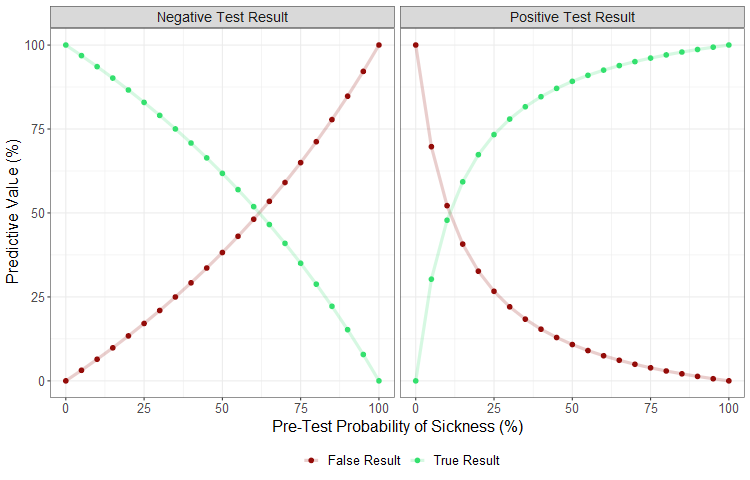 Negative Test Result
Positive Test Result
Predictive Value (%)
100
75
50
25
0
0 25 50 75 100
0 25 50 75 100
Pre-Test Probability of Sickness (%)
False Result
True Result